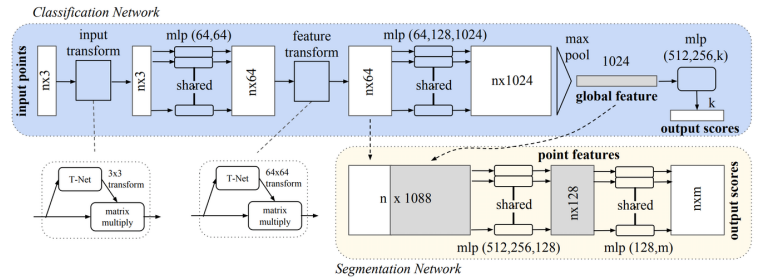 Classification Network
input points
nx3
input
transform
nx3
mlp (64,64)
shared
nx64
feature
transform
nx64
mlp (64,128,1024)
shared
nx1024
max
pool
1024
global feature
mlp
(512,256,k)
k
output scores
T-Net
3x3
transform
matrix
multiply
T-Net
64x64
transform
matrix
multiply
point features
n x 1088
shared
mlp (512,256,128)
nx128
shared
mlp (128,m)
nxm
output scores
Segmentation Network